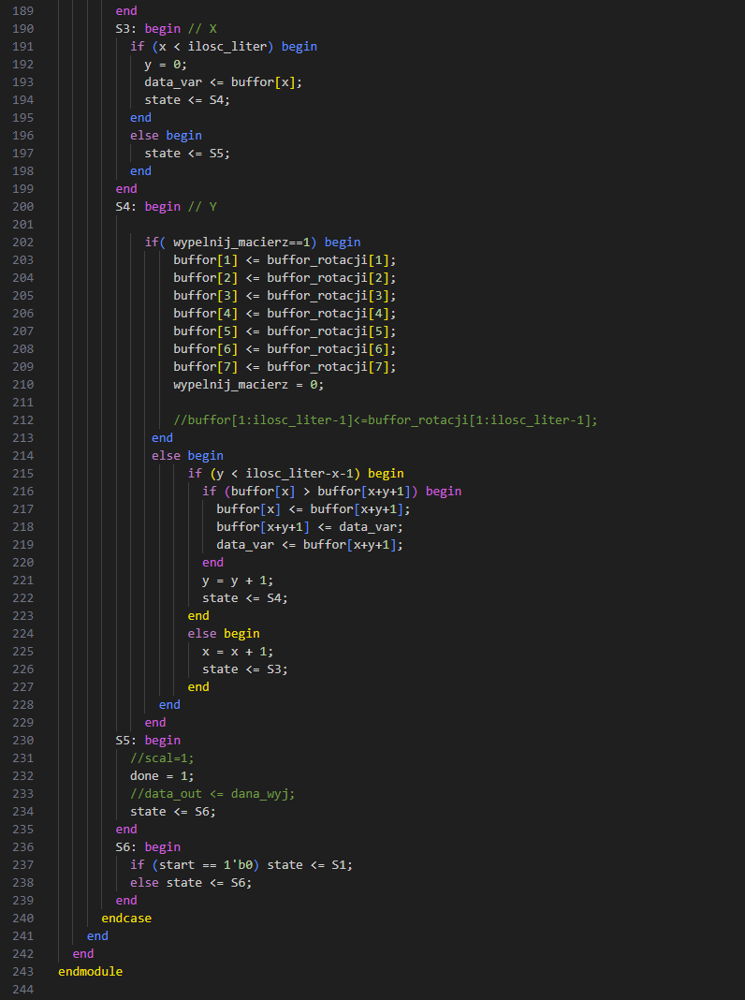 189 end
190 S3: begin // X
191 if (x < ilosc_liter) begin
192 y = 0;
193 data_var <= buffor[x];
194 state <= S4;
195 end
196 else begin
197 state <= S5;
198 end
199 end
200 S4: begin // Y
201
202 if( wypelnij_macierz==1) begin
203 buffor[1] <= buffor_rotacji[1];
204 buffor[2] <= buffor_rotacji[2];
205 buffor[3] <= buffor_rotacji[3];
206 buffor[4] <= buffor_rotacji[4];
207 buffor[5] <= buffor_rotacji[5];
208 buffor[6] <= buffor_rotacji[6];
209 buffor[7] <= buffor_rotacji[7];
210 wypelnij_macierz = 0;
211
212 //buffor[1:ilosc_liter-1]<=buffor_rotacji[1:ilosc_liter-1];
213 end
214 else begin
215 if (y < ilosc_liter-x-1) begin
216 if (buffor[x] > buffor[x+y+1]) begin
217 buffor[x] <= buffor[x+y+1];
218 buffor[x+y+1] <= data_var;
219 data_var <= buffor[x+y+1];
220 end
221 y = y + 1;
222 state <= S4;
223 end
224 else begin
225 x = x + 1;
226 state <= S3;
227 end
228 end
229 end
230 S5: begin
231 //scal=1;
232 done = 1;
233 //data_out <= dana_wyj;
234 state <= S6;
235 end
236 S6: begin
237 if (start == 1'b0) state <= S1;
238 else state <= S6;
239 end
240 endcase
241 end
242 end
243 endmodule
244